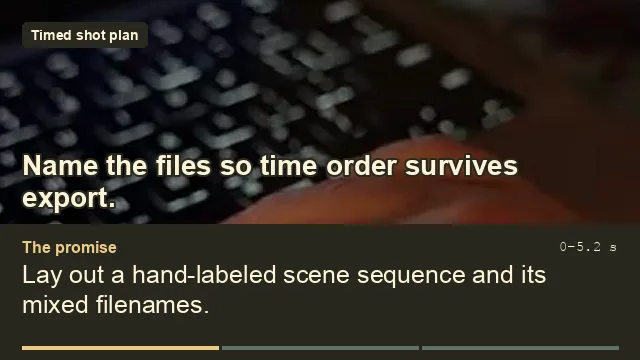 Timed shot plan
Name the files so time order survives
export.
The promise
0–5.2 s
Lay out a hand-labeled scene sequence and its
mixed filenames.